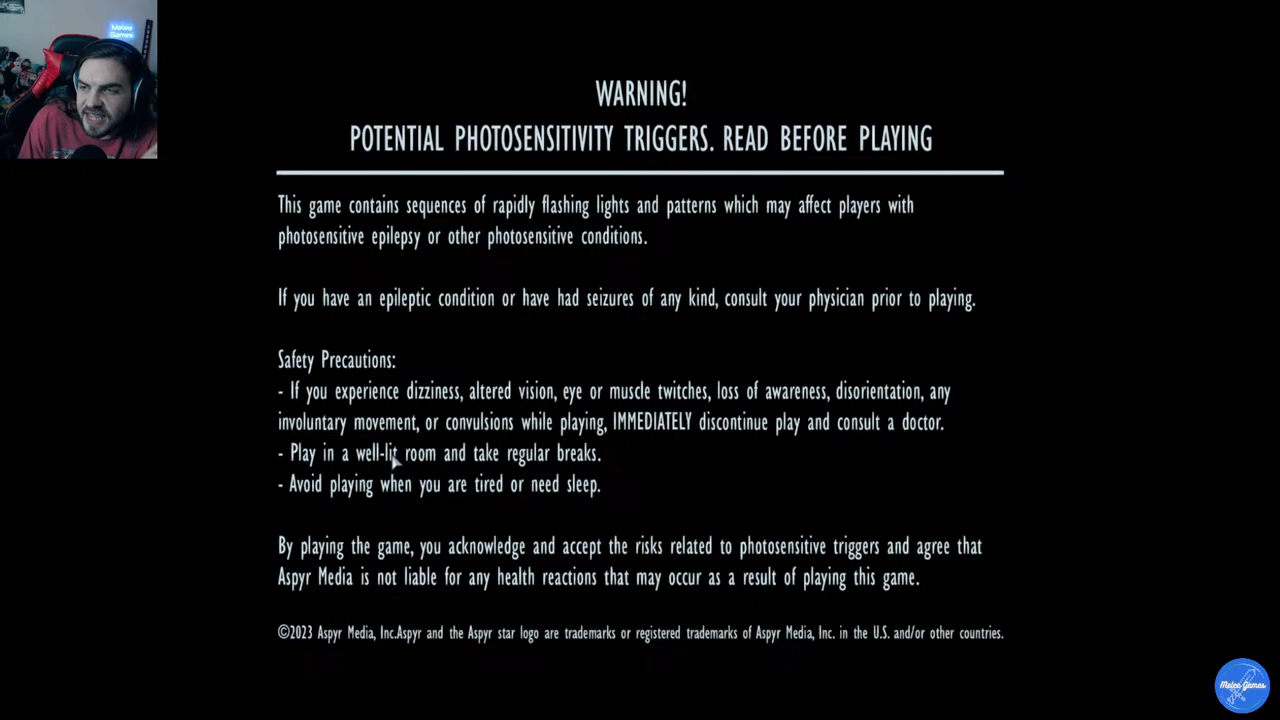 Melee
Games
WARNING!
POTENTIAL PHOTOSENSITIVITY TRIGGERS. READ BEFORE PLAYING
This game contains sequences of rapidly flashing lights and patterns which may affect players with
photosensitive epilepsy or other photosensitive conditions.
If you have an epileptic condition or have had seizures of any kind, consult your physician prior to playing.
Safety Precautions:
- If you experience dizziness, altered vision, eye or muscle twitches, loss of awareness, disorientation, any
involuntary movement, or convulsions while playing, IMMEDIATELY discontinue play and consult a doctor.
- Play in a well-lit room and take regular breaks.
- Avoid playing when you are tired or need sleep.
By playing the game, you acknowledge and accept the risks related to photosensitive triggers and agree that
Aspyr Media is not liable for any health reactions that may occur as a result of playing this game.
©2023 Aspyr Media, Inc.Aspyr and the Aspyr star logo are trademarks or registered trademarks of Aspyr Media, Inc. in the U.S. and/or other countries.
Melee Games